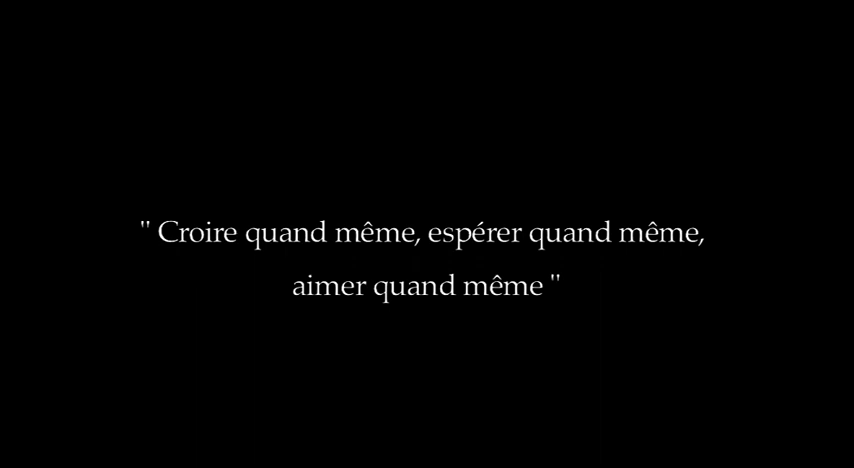 " Croire quand même, espérer quand même,
aimer quand même "